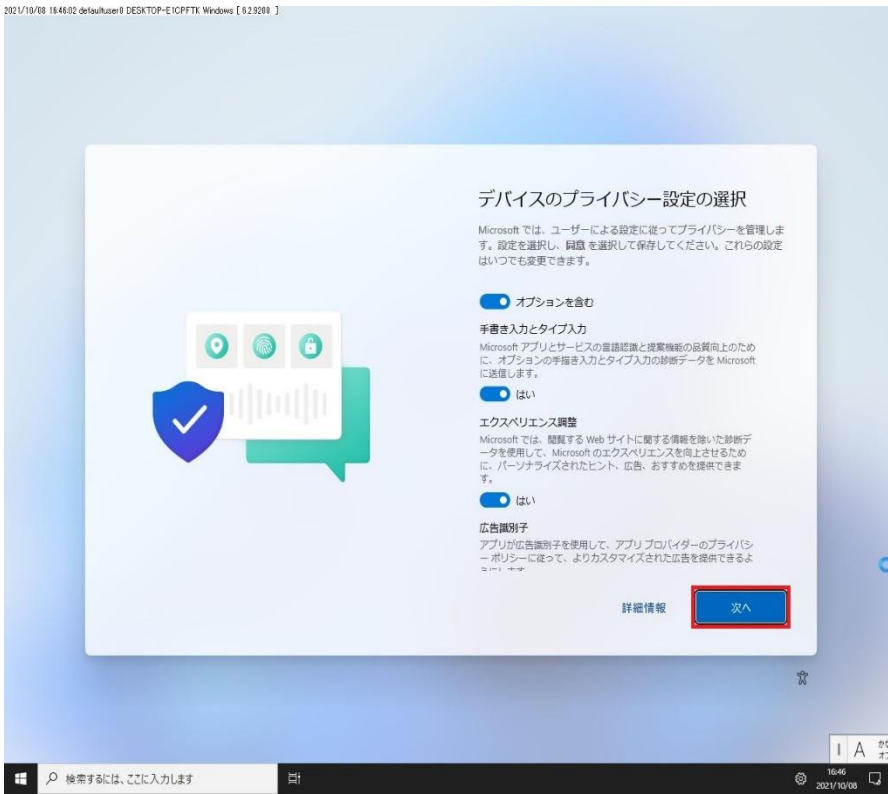 2021/10/08 16:46:02 defaultuser0 DESKTOP-E1CPFTK Windows [ 6.2.9200 ]
デバイスのプライバシー設定の選択
Microsoft では、ユーザーによる設定に従ってプライバシーを管理しま
す。設定を選択し、同意 を選択して保存してください。これらの設定
はいつでも変更できます。
オプションを含む
手書き入力とタイプ入力
Microsoft アプリとサービスの言語認識と提案機能の品質向上のため
に、オプションの手描き入力とタイプ入力の診断データを Microsoft
に送信します。
はい
エクスペリエンス調整
Microsoft では、閲覧する Web サイトに関する情報を除いた診断デ
ータを使用して、Microsoft のエクスペリエンスを向上させるため
に、パーソナライズされたヒント、広告、おすすめを提供できま
す。
はい
広告識別子
アプリが広告識別子を使用して、アプリ プロバイダーのプライバシ
ー ポリシーに従って、よりカスタマイズされた広告を提供できるよ
詳細情報
次へ
A
検索するには、ここに入力します
16:46
2021/10/08